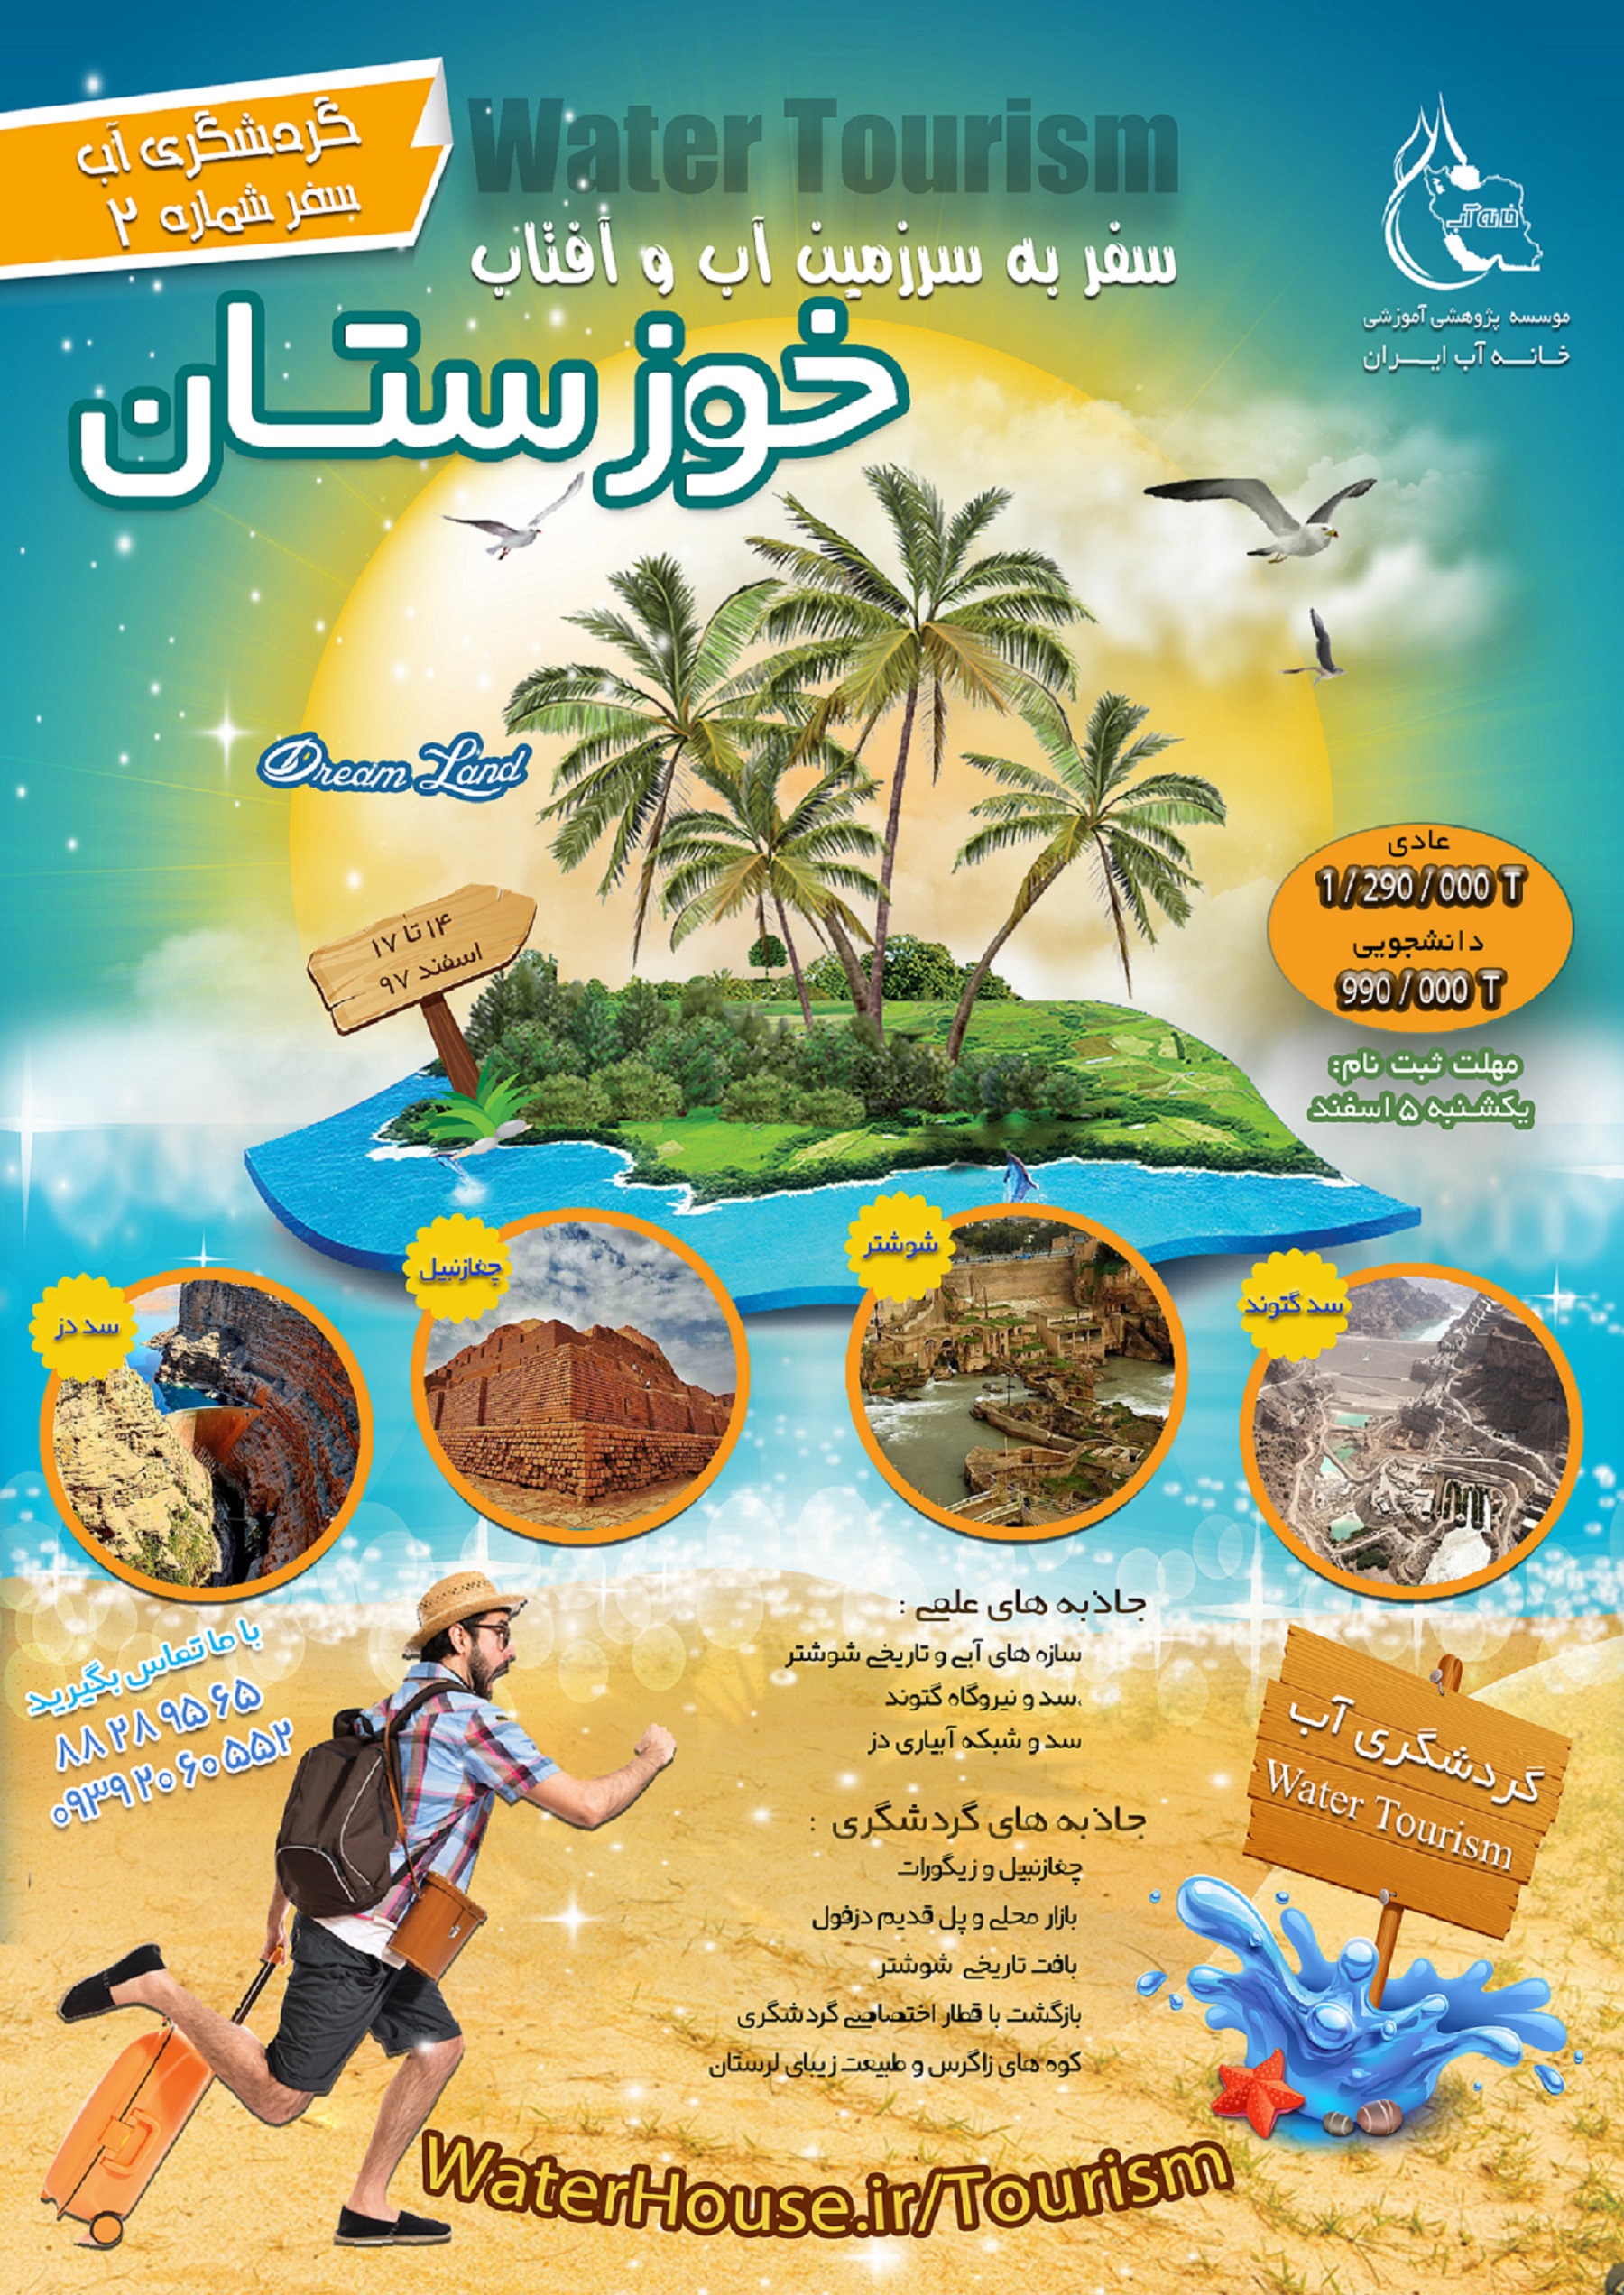 گردشگری آب
سفر شماره ۲
Water Tourism
سفر به سرزمین آب و آفتاب
خوزستان
خانه آب
موسسه پژوهشی آموزشی
خانه آب ایران
Dream Land
۱۴ تا ۱۷
اسفند ۹۷
عادی
1/290/000 T
دانشجویی
990/000 T
مهلت ثبت نام:
یکشنبه ۵ اسفند
سد گتوند
شوشتر
چغازنبیل
سد دز
با ما تماس بگیرید
۸۸۲۸۹۵۶۵
۰۹۳۹۲۰۶۰۵۵۲
جاذبه های علمی :
سازه های آبی و تاریخی شوشتر
،سد و نیروگاه گتوند
سد و شبکه آبیاری دز
جاذبه های گردشگری :
چغازنبیل و زیگورات
بازار محلی و پل قدیم دزفول
بافت تاریخی شوشتر
بازگشت با قطار اختصاصی گردشگری
کوه های زاگرس و طبیعت زیبای لرستان
گردشگری آب
Water Tourism
WaterHouse.ir/Tourism